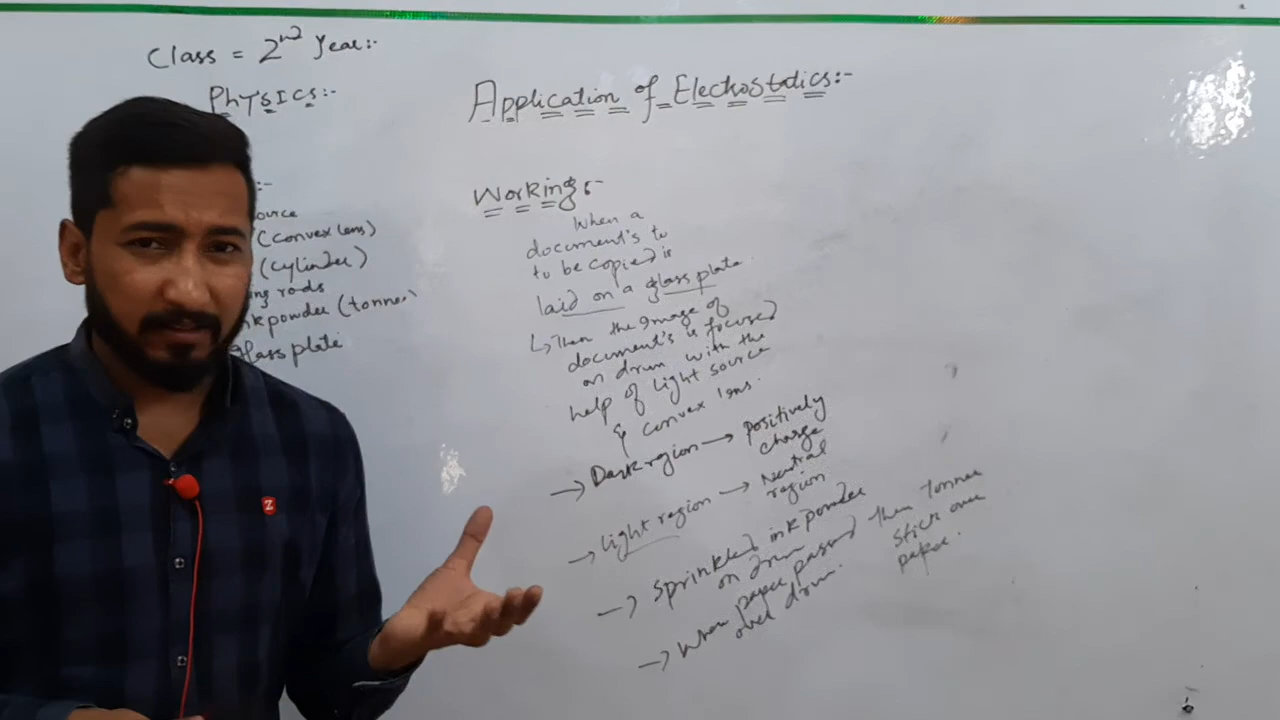 Class = 2nd Year:-
Physics:-
:-
ource
(Convex lens)
(cylinder)
ng rods
nk powder (tonner)
glass plate
Application of Electrostatics:-
Working:-
When a
document's to
to be copied is
laid on a glass plate.
↳ Then the Image of
document's is focused
on drum with the
help of light source
& convex lens.
→ Dark region → positively
charge
→ light region → Neutral
region
→ Sprinkled ink powder
on drum
→ When paper passed then tonner
over drum. stick over
paper.
Z